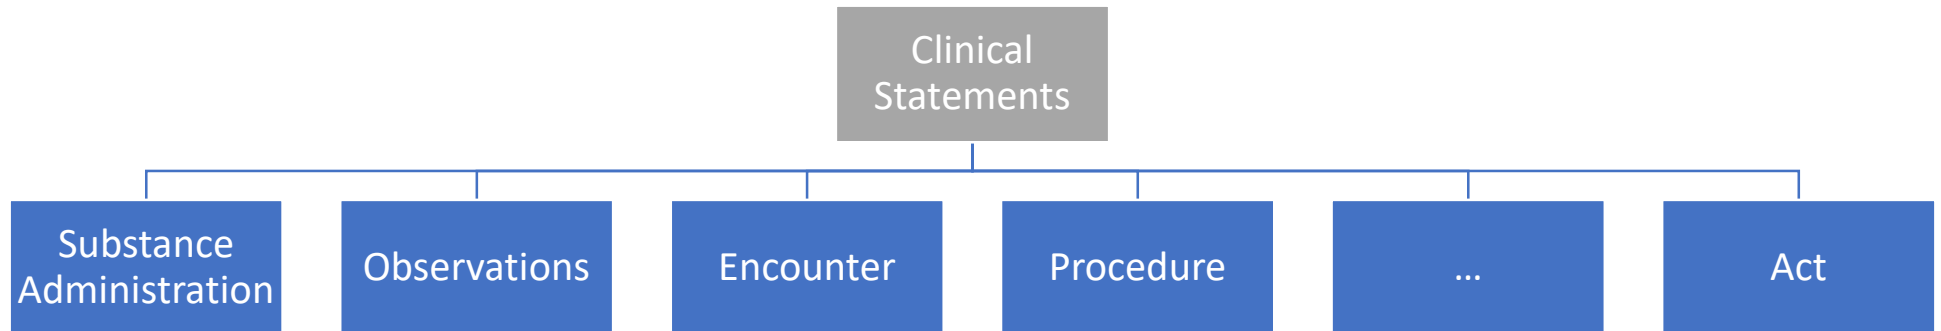 Clinical
Statements
Substance
Administration
Observations
Encounter
Procedure
...
Act